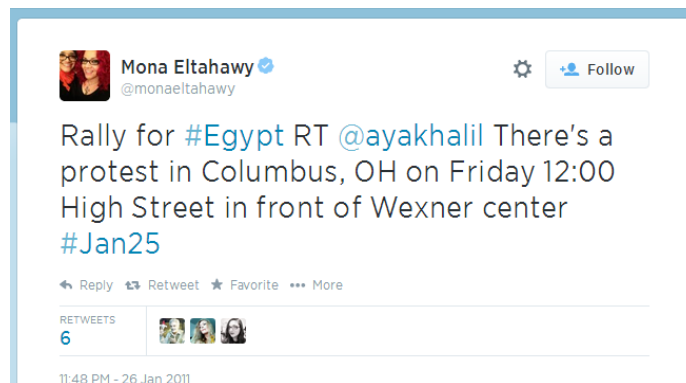 Mona Eltahawy
@monaeltahawy
Follow
Rally for #Egypt RT @ayakhalil There's a
protest in Columbus, OH on Friday 12:00
High Street in front of Wexner center
#Jan25
Reply Retweet Favorite More
RETWEETS
6
11:48 PM - 26 Jan 2011